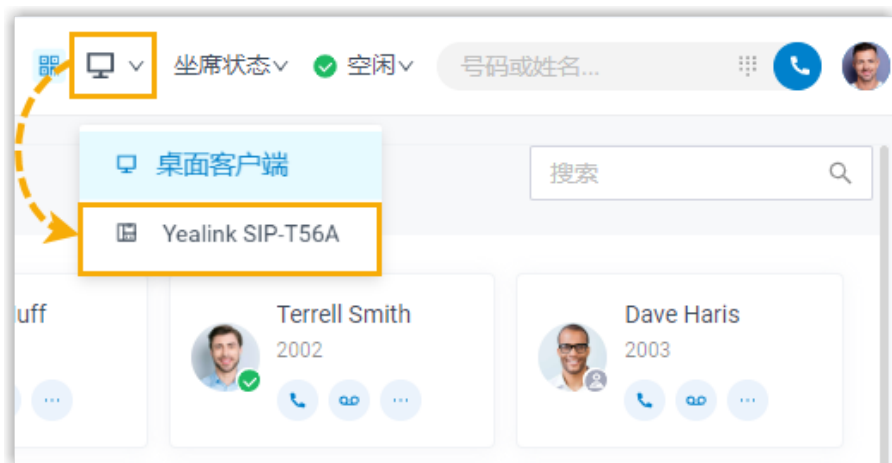 坐席状态 空闲 号码或姓名...
桌面客户端
搜索
Yealink SIP-T56A
uff
Terrell Smith
2002
Dave Haris
2003